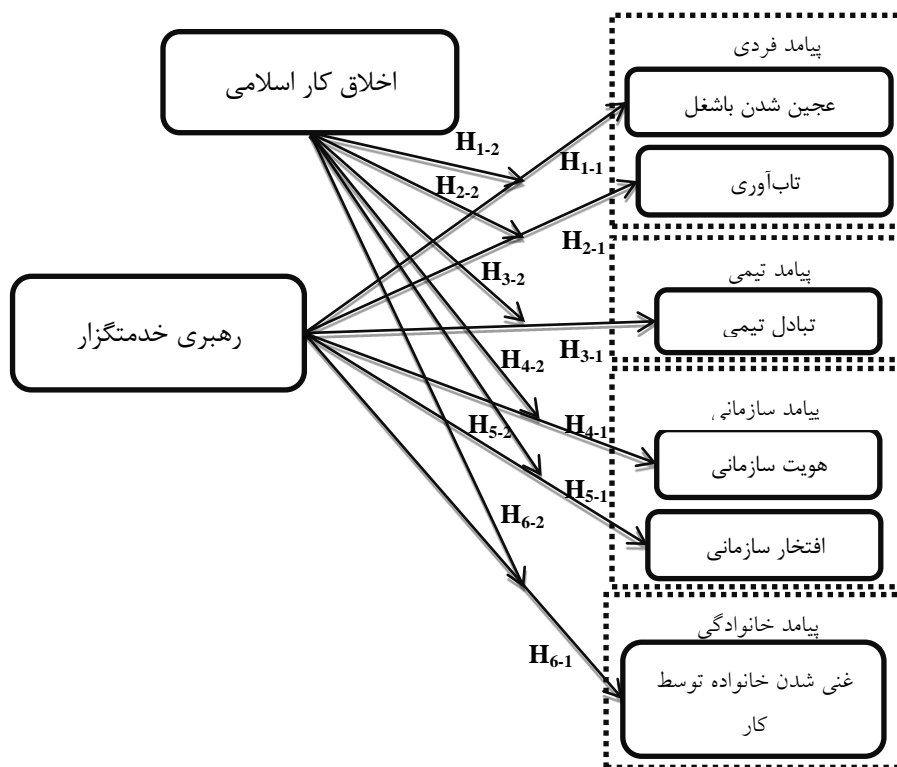 پیامد فردی
اخلاق کار اسلامی
عجین شدن باشغل
H1-2
H1-1
تاب‌آوری
H2-2
H2-1
پیامد تیمی
H3-2
رهبری خدمتگزار
تبادل تیمی
H3-1
H4-2
پیامد سازمانی
H5-2
H4-1
هویت سازمانی
H5-1
H6-2
افتخار سازمانی
پیامد خانوادگی
H6-1
غنی شدن خانواده توسط
کار